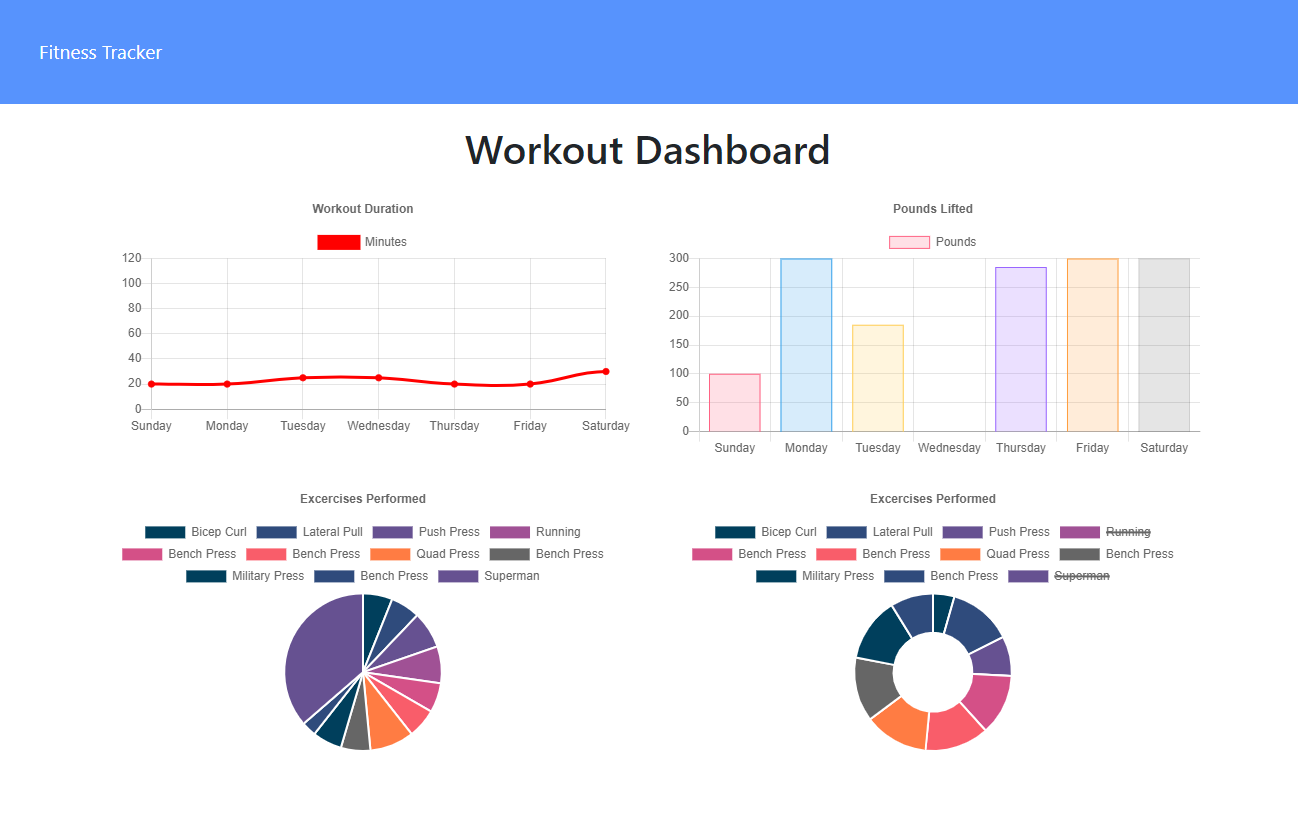 Fitness Tracker
Workout Dashboard
Workout Duration
Minutes
120
100
80
60
40
20
0
Sunday Monday Tuesday Wednesday Thursday Friday Saturday
Pounds Lifted
Pounds
300
250
200
150
100
50
0
Sunday Monday Tuesday Wednesday Thursday Friday Saturday
Excercises Performed
Bicep Curl Lateral Pull Push Press Running
Bench Press Bench Press Quad Press Bench Press
Military Press Bench Press Superman
Excercises Performed
Bicep Curl Lateral Pull Push Press Running
Bench Press Bench Press Quad Press Bench Press
Military Press Bench Press Superman